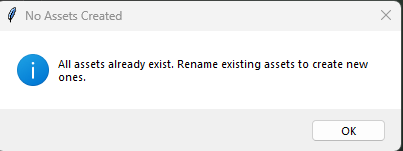 No Assets Created
All assets already exist. Rename existing assets to create new
ones.
OK